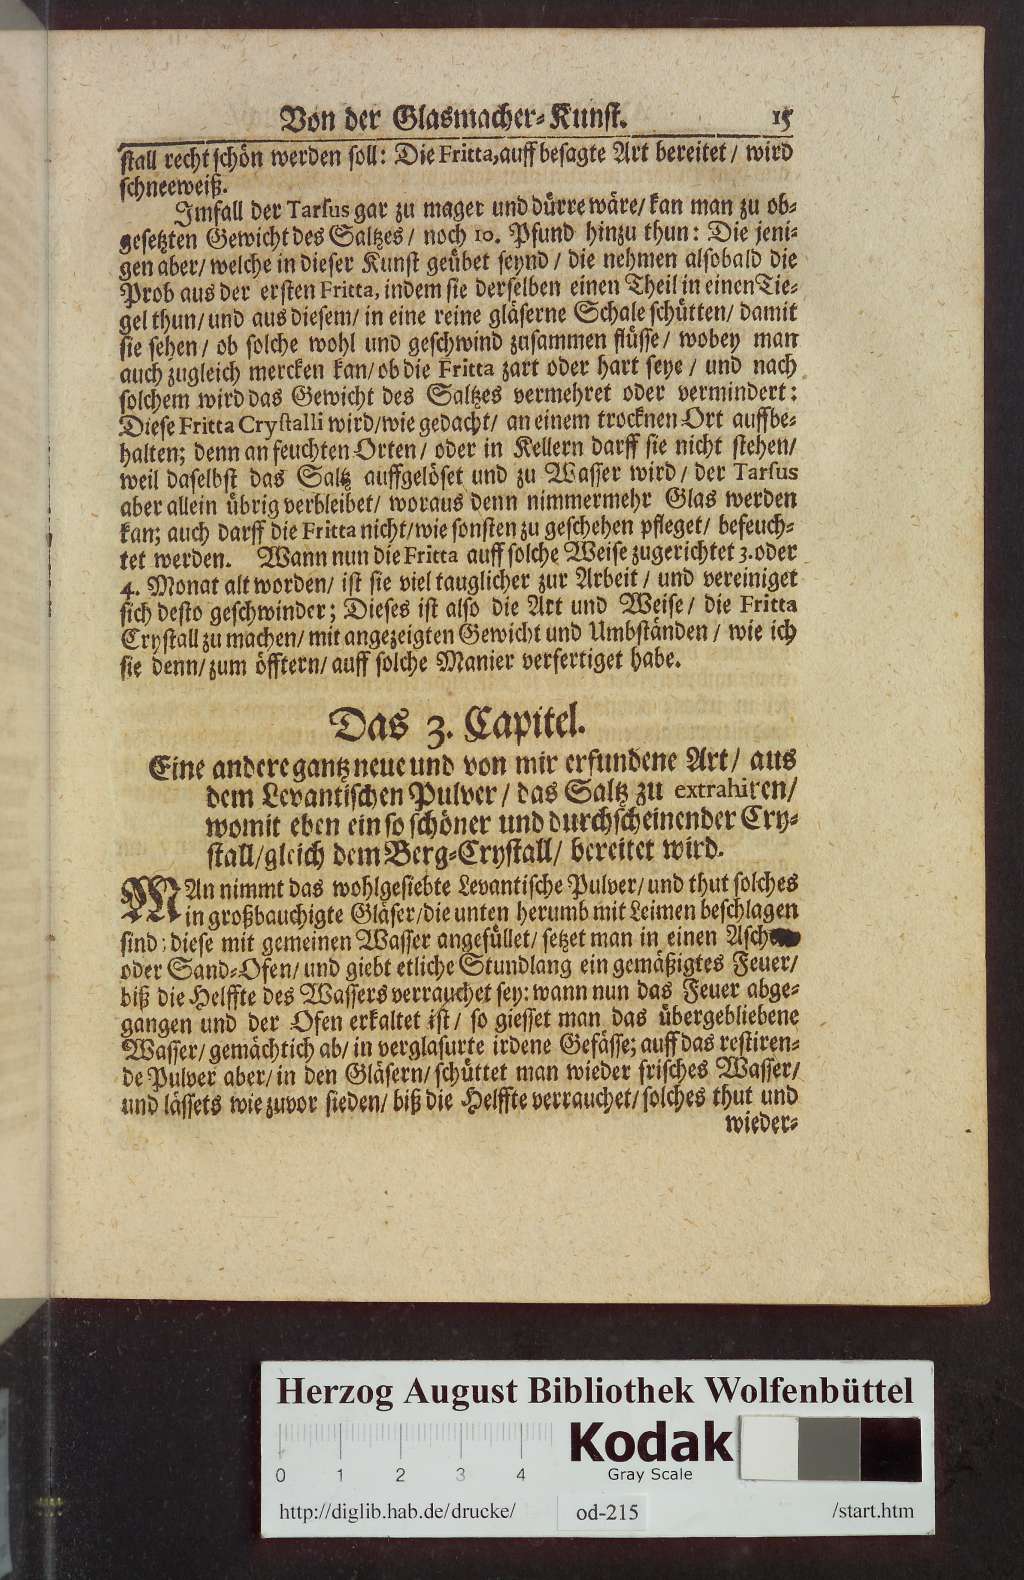 Von der Glasmacher-Kunst. 15
stall recht schön werden soll: Die Fritta, auff besagte Art bereitet / wird
schneeweiß.
Imfall der Tarsus gar zu mager und dürre wäre/ kan man zu ob-
gesetzten Gewicht des Saltzes / noch 10. Pfund hinzu thun: Die jeni-
gen aber/ welche in dieser Kunst geübet seynd / die nehmen alsobald die
Prob aus der ersten Fritta, indem sie derselben einen Theil in einen Tie-
gel thun/ und aus diesem/ in eine reine gläserne Schale schütten/ damit
sie sehen / ob solche wohl und geschwind zusammen flüsse / wobey man
auch zugleich mercken kan/ ob die Fritta zart oder hart seye / und nach
solchem wird das Gewicht des Saltzes vermehret oder vermindert:
Diese Fritta Crystalli wird/ wie gedacht/ an einem trocknen Ort auffbe-
halten; denn an feuchten Orten / oder in Kellern darff sie nicht stehen/
weil daselbst das Saltz auffgelöset und zu Wasser wird / der Tarsus
aber allein übrig verbleibet/ woraus denn nimmermehr Glas werden
kan; auch darff die Fritta nicht/ wie sonsten zu geschehen pfleget/ befeuch-
tet werden. Wann nun die Fritta auff solche Weise zugerichtet 3. oder
4. Monat alt worden/ ist sie viel tauglicher zur Arbeit / und vereiniget
sich desto geschwinder; Dieses ist also die Art und Weise / die Fritta
Crystall zu machen/ mit angezeigten Gewicht und Umbständen / wie ich
sie denn/ zum öfftern/ auff solche Manier verfertiget habe.
Das 3. Capitel.
Eine andere gantz neue und von mir erfundene Art/ aus
dem Levantischen Pulver / das Saltz zu extrahiren/
womit eben ein so schöner und durchscheinender Cry-
stall/ gleich dem Berg-Crystall/ bereitet wird.
MAn nimmt das wohlgesiebte Levantische Pulver/ und thut solches
in großbauchigte Gläser/ die unten herumb mit Leimen beschlagen
sind: diese mit gemeinen Wasser angefüllet/ setzet man in einen
oder Sand-Ofen/ und giebt etliche Stundlang ein gemäßigtes Feuer/
biß die Helffte des Wassers verrauchet sey: wann nun das Feuer abge-
gangen und der Ofen erkaltet ist / so giesset man das übergebliebene
Wasser/ gemächtich ab/ in verglasurte irdene Gefässe; auff das restiren-
de Pulver aber/ in den Gläsern/ schüttet man wieder frisches Wasser/
und lässets wie zuvor sieden/ biß die Helffte verrauchet/ solches thut und
wieder-
Herzog August Bibliothek Wolfenbüttel
Kodak
Gray Scale
0 1 2 3 4
http://diglib.hab.de/drucke/ od-215 /start.htm